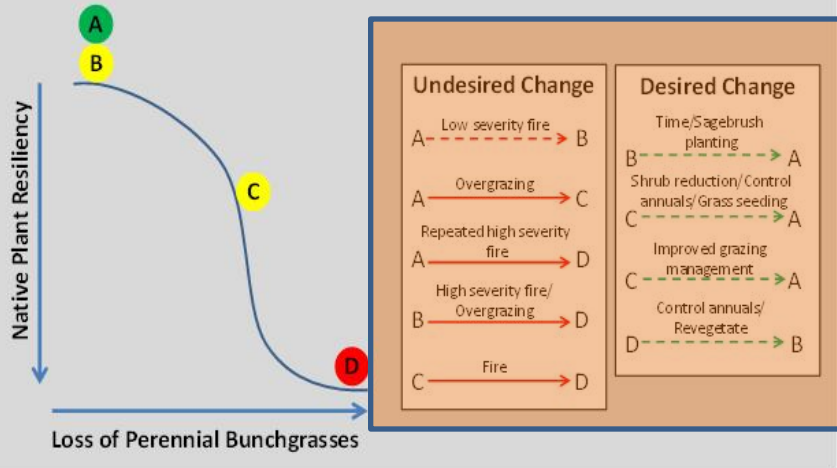 A
B
C
D
Native Plant Resiliency
Loss of Perennial Bunchgrasses
Undesired Change
Low severity fire
A B
Overgrazing
A C
Repeated high severity
fire
A D
High severity fire/
Overgrazing
B D
Fire
C D
Desired Change
Time/Sagebrush
planting
B A
Shrub reduction/Control
annuals/Grass seeding
C A
Improved grazing
management
C A
Control annuals/
Revegetate
D B